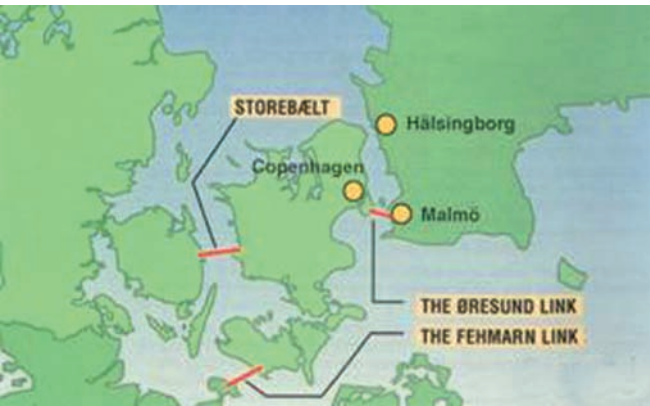 STOREBÆLT
Hälsingborg
Copenhagen
Malmö
THE ØRESUND LINK
THE FEHMARN LINK